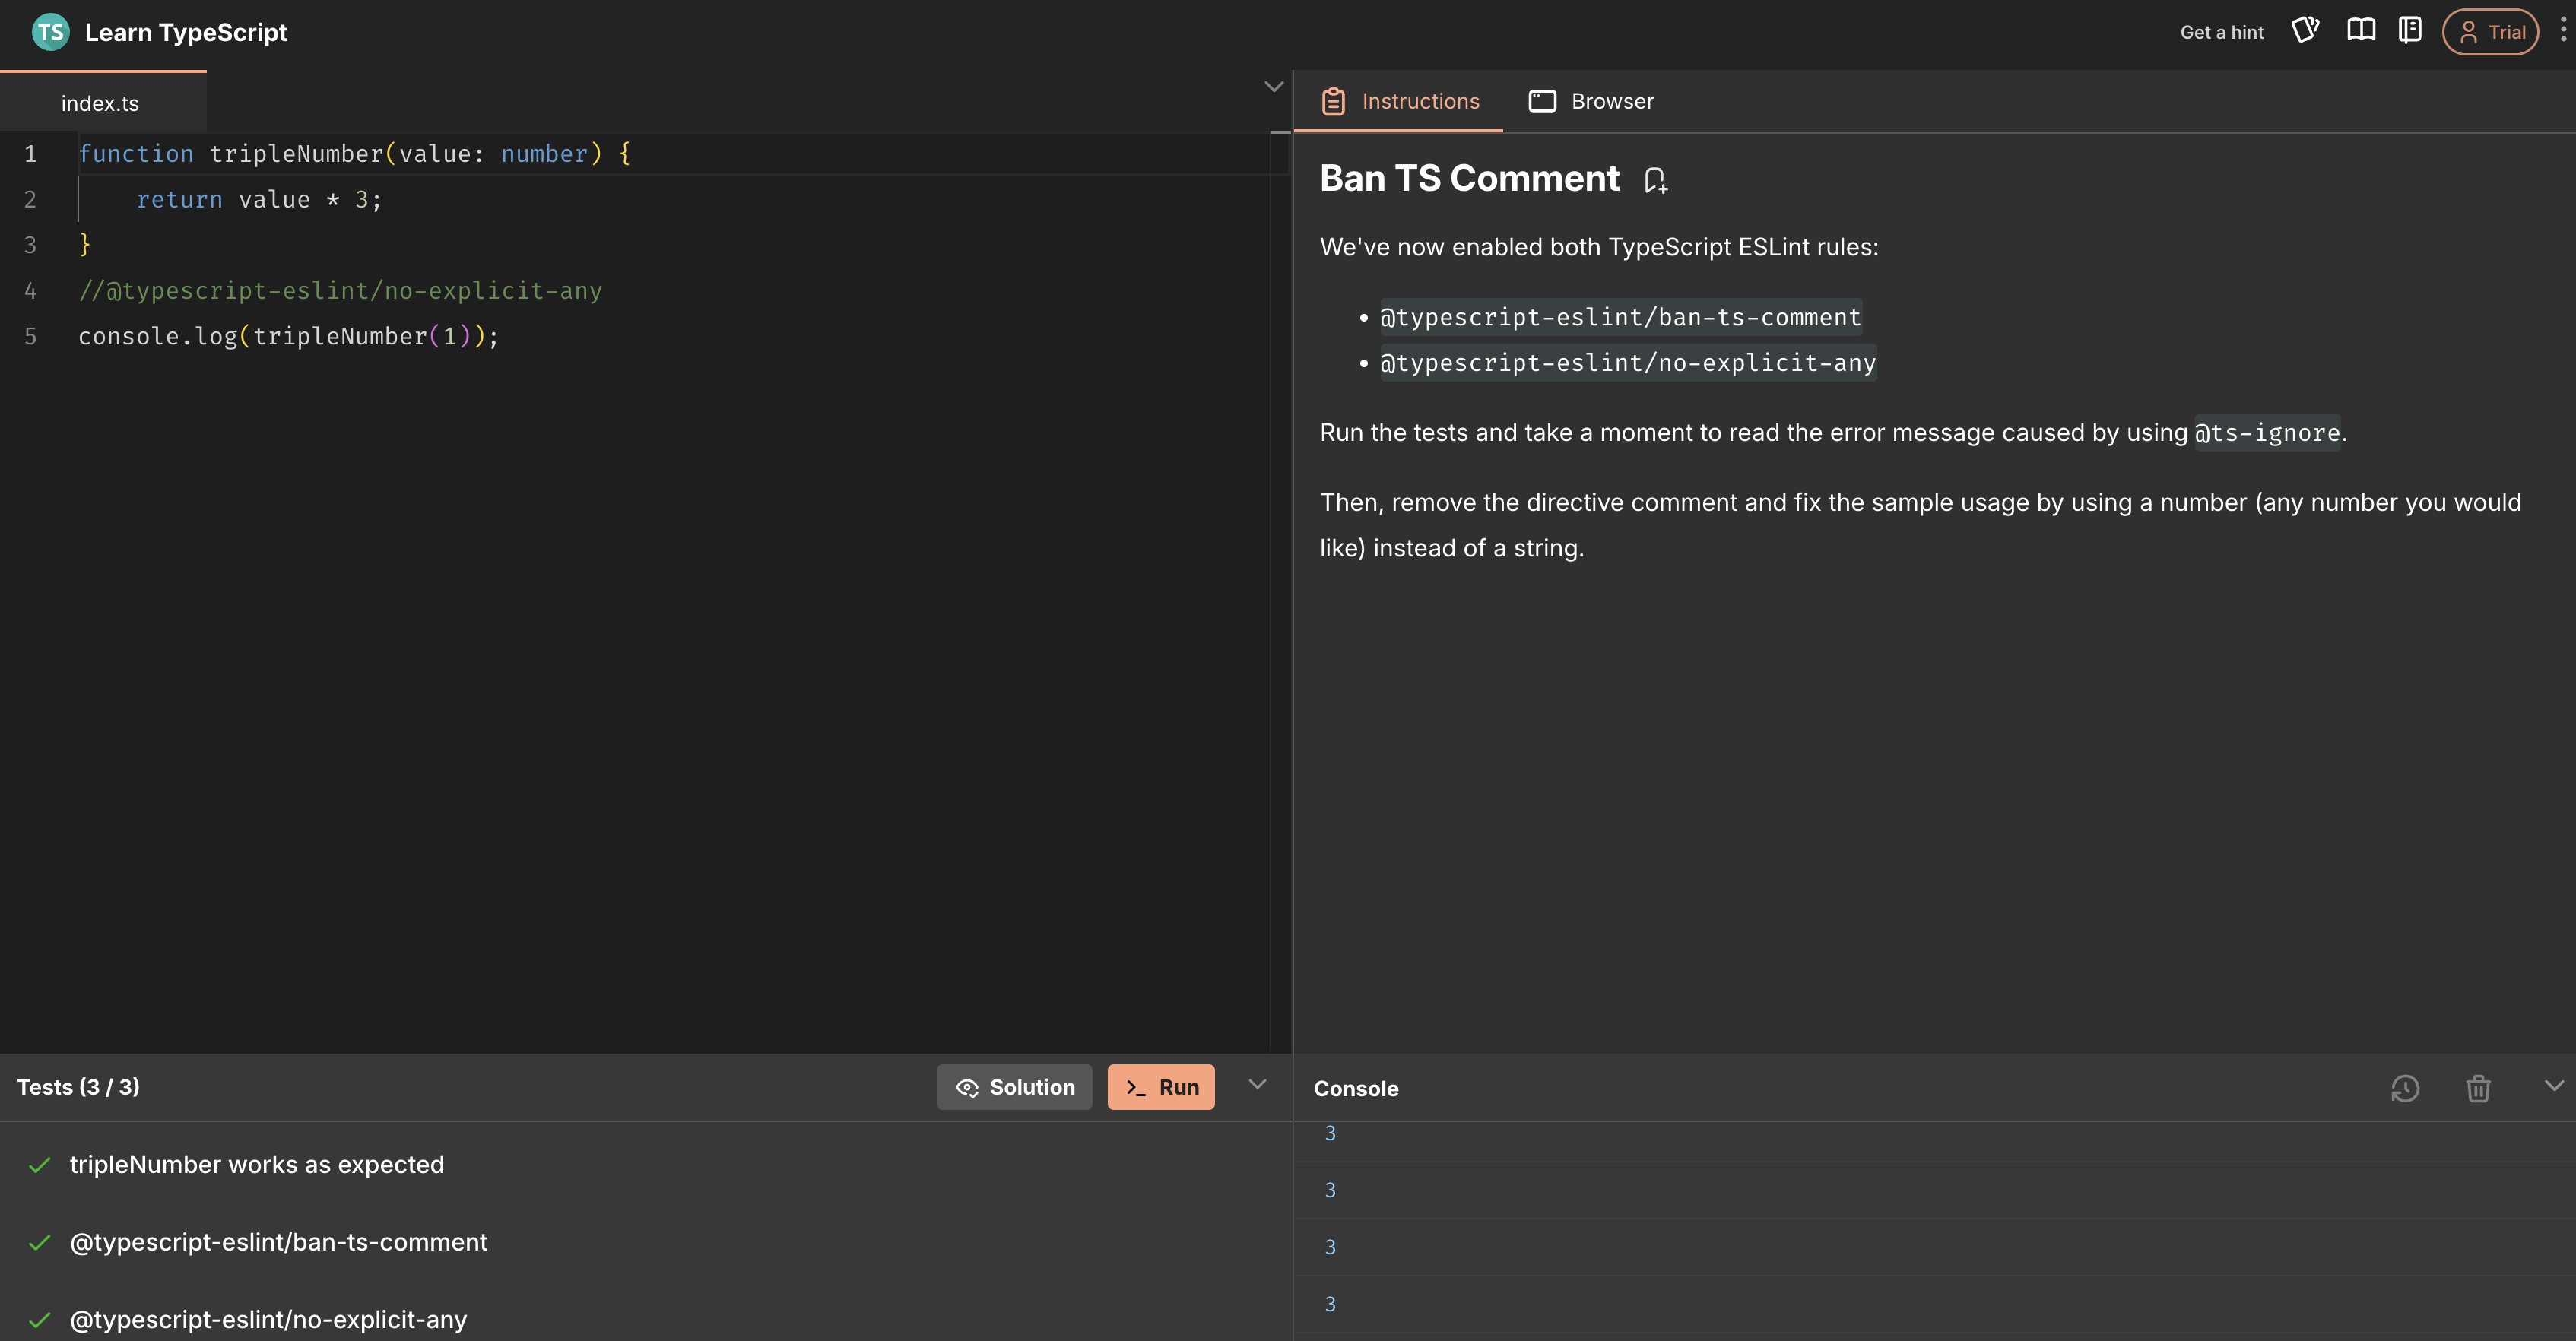 TS Learn TypeScript
Get a hint
Trial
index.ts
1 function tripleNumber(value: number) {
2 return value * 3;
3 }
4 //@typescript-eslint/no-explicit-any
5 console.log(tripleNumber(1));
Tests (3 / 3)
Solution
>_ Run
tripleNumber works as expected
@typescript-eslint/ban-ts-comment
@typescript-eslint/no-explicit-any
Instructions
Browser
Ban TS Comment
We've now enabled both TypeScript ESLint rules:
• @typescript-eslint/ban-ts-comment
• @typescript-eslint/no-explicit-any
Run the tests and take a moment to read the error message caused by using @ts-ignore.
Then, remove the directive comment and fix the sample usage by using a number (any number you would
like) instead of a string.
Console
3
3
3
3